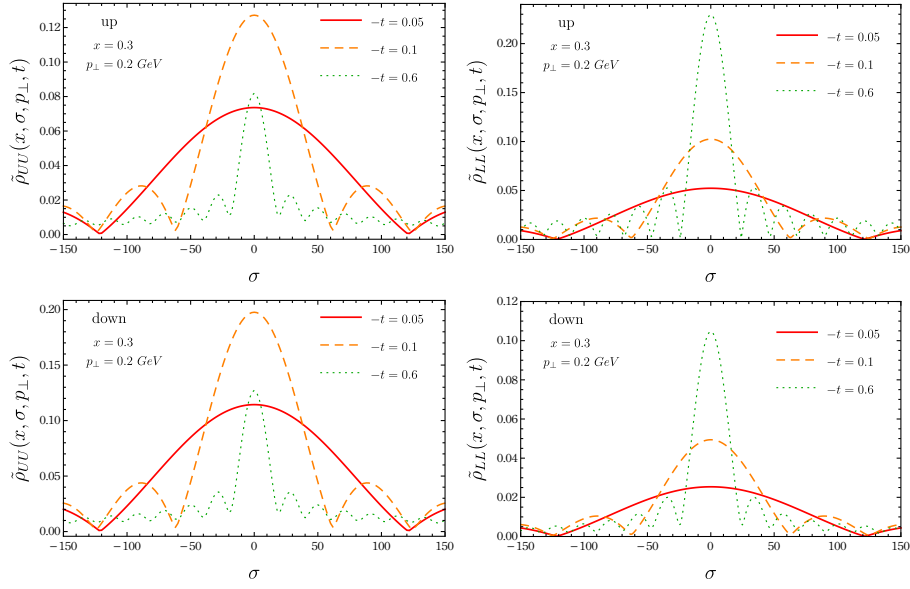 up
x = 0.3
p⊥ = 0.2 GeV
−t = 0.05
−t = 0.1
−t = 0.6
ρ̃UU(x, σ, p⊥, t)
0.12
0.10
0.08
0.06
0.04
0.02
0.00
−150 −100 −50 0 50 100 150
σ
up
x = 0.3
p⊥ = 0.2 GeV
−t = 0.05
−t = 0.1
−t = 0.6
ρ̃LL(x, σ, p⊥, t)
0.20
0.15
0.10
0.05
0.00
−150 −100 −50 0 50 100 150
σ
down
x = 0.3
p⊥ = 0.2 GeV
−t = 0.05
−t = 0.1
−t = 0.6
ρ̃UU(x, σ, p⊥, t)
0.20
0.15
0.10
0.05
0.00
−150 −100 −50 0 50 100 150
σ
down
x = 0.3
p⊥ = 0.2 GeV
−t = 0.05
−t = 0.1
−t = 0.6
ρ̃LL(x, σ, p⊥, t)
0.12
0.10
0.08
0.06
0.04
0.02
0.00
−150 −100 −50 0 50 100 150
σ